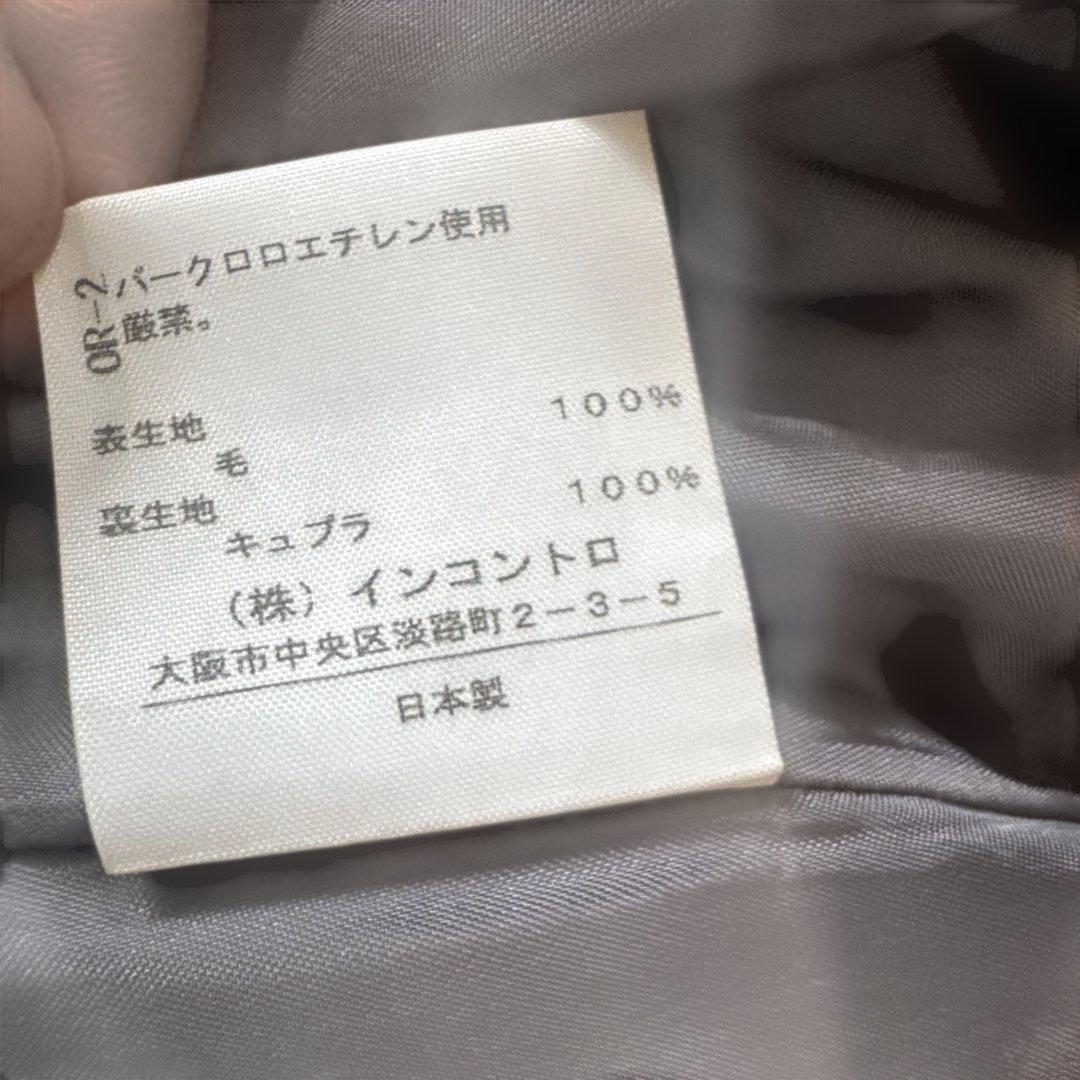 OR-2
パークロロエチレン使用
厳禁。
表生地 100%
毛
裏生地 100%
キュプラ
(株) インコントロ
大阪市中央区淡路町2-3-5
日本製